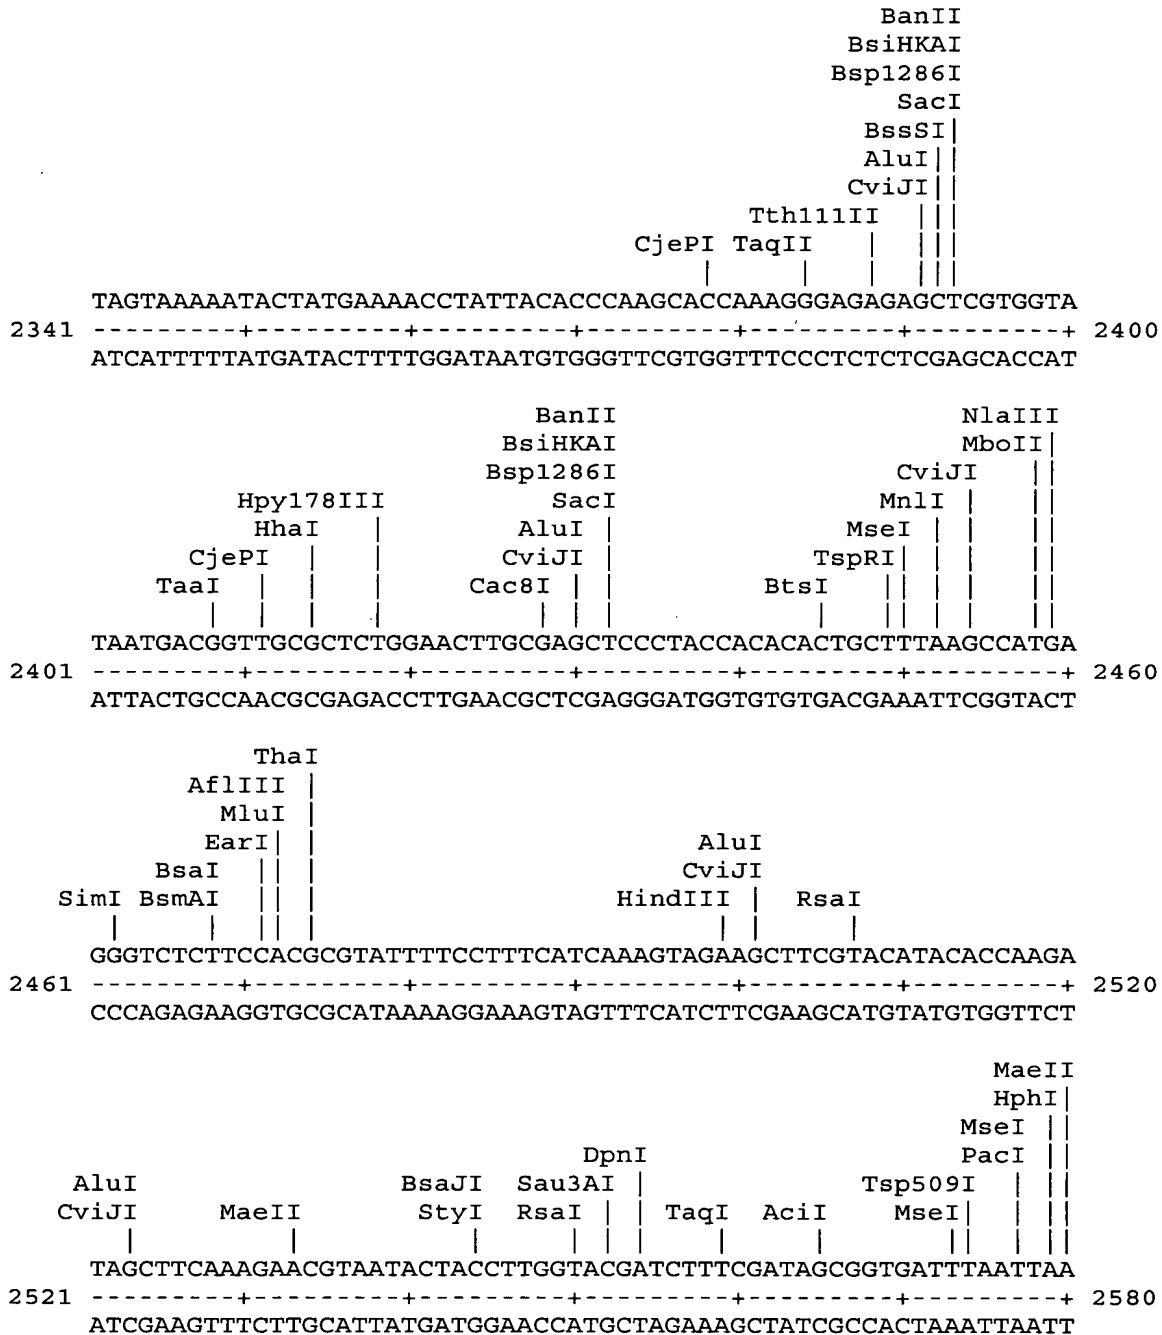 BanII
BsiHKAI
Bsp1286I
SacI
BssSI
AluI
CviJI
Tth111II
CjePI TaqII
TAGTAAAAATACTATGAAAACCTATTACACCCAAGCACCAAAGGGAGAGAGCTCGTGGTA
2341 ---------+---------+---------+---------+---------+---------+ 2400
ATCATTTTTATGATACTTTTGGATAATGTGGGTTCGTGGTTTCCCTCTCTCGAGCACCAT
BanII NlaIII
BsiHKAI MboII
Bsp1286I CviJI
Hpy178III SacI MnlI
HhaI AluI MseI
CjePI CviJI TspRI
TaaI Cac8I BtsI
TAATGACGGTTGCGCTCTGGAACTTGCGAGCTCCCTACCACACACTGCTTTAAGCCATGA
2401 ---------+---------+---------+---------+---------+---------+ 2460
ATTACTGCCAACGCGAGACCTTGAACGCTCGAGGGATGGTGTGTGACGAAATTCGGTACT
ThaI
AflIII
MluI
EarI AluI
BsaI CviJI
SimI BsmAI HindIII RsaI
GGGTCTCTTCCACGCGTATTTTCCTTTCATCAAAGTAGAAGCTTCGTACATACACCAAGA
2461 ---------+---------+---------+---------+---------+---------+ 2520
CCCAGAGAAGGTGCGCATAAAAGGAAAGTAGTTTCATCTTCGAAGCATGTATGTGGTTCT
MaeII
HphI
MseI
DpnI PacI
AluI BsaJI Sau3AI Tsp509I
CviJI MaeII StyI RsaI TaqI AciI MseI
TAGCTTCAAAGAACGTAATACTACCTTGGTACGATCTTTCGATAGCGGTGATTTAATTAA
2521 ---------+---------+---------+---------+---------+---------+ 2580
ATCGAAGTTTCTTGCATTATGATGGAACCATGCTAGAAAGCTATCGCCACTAAATTAATT